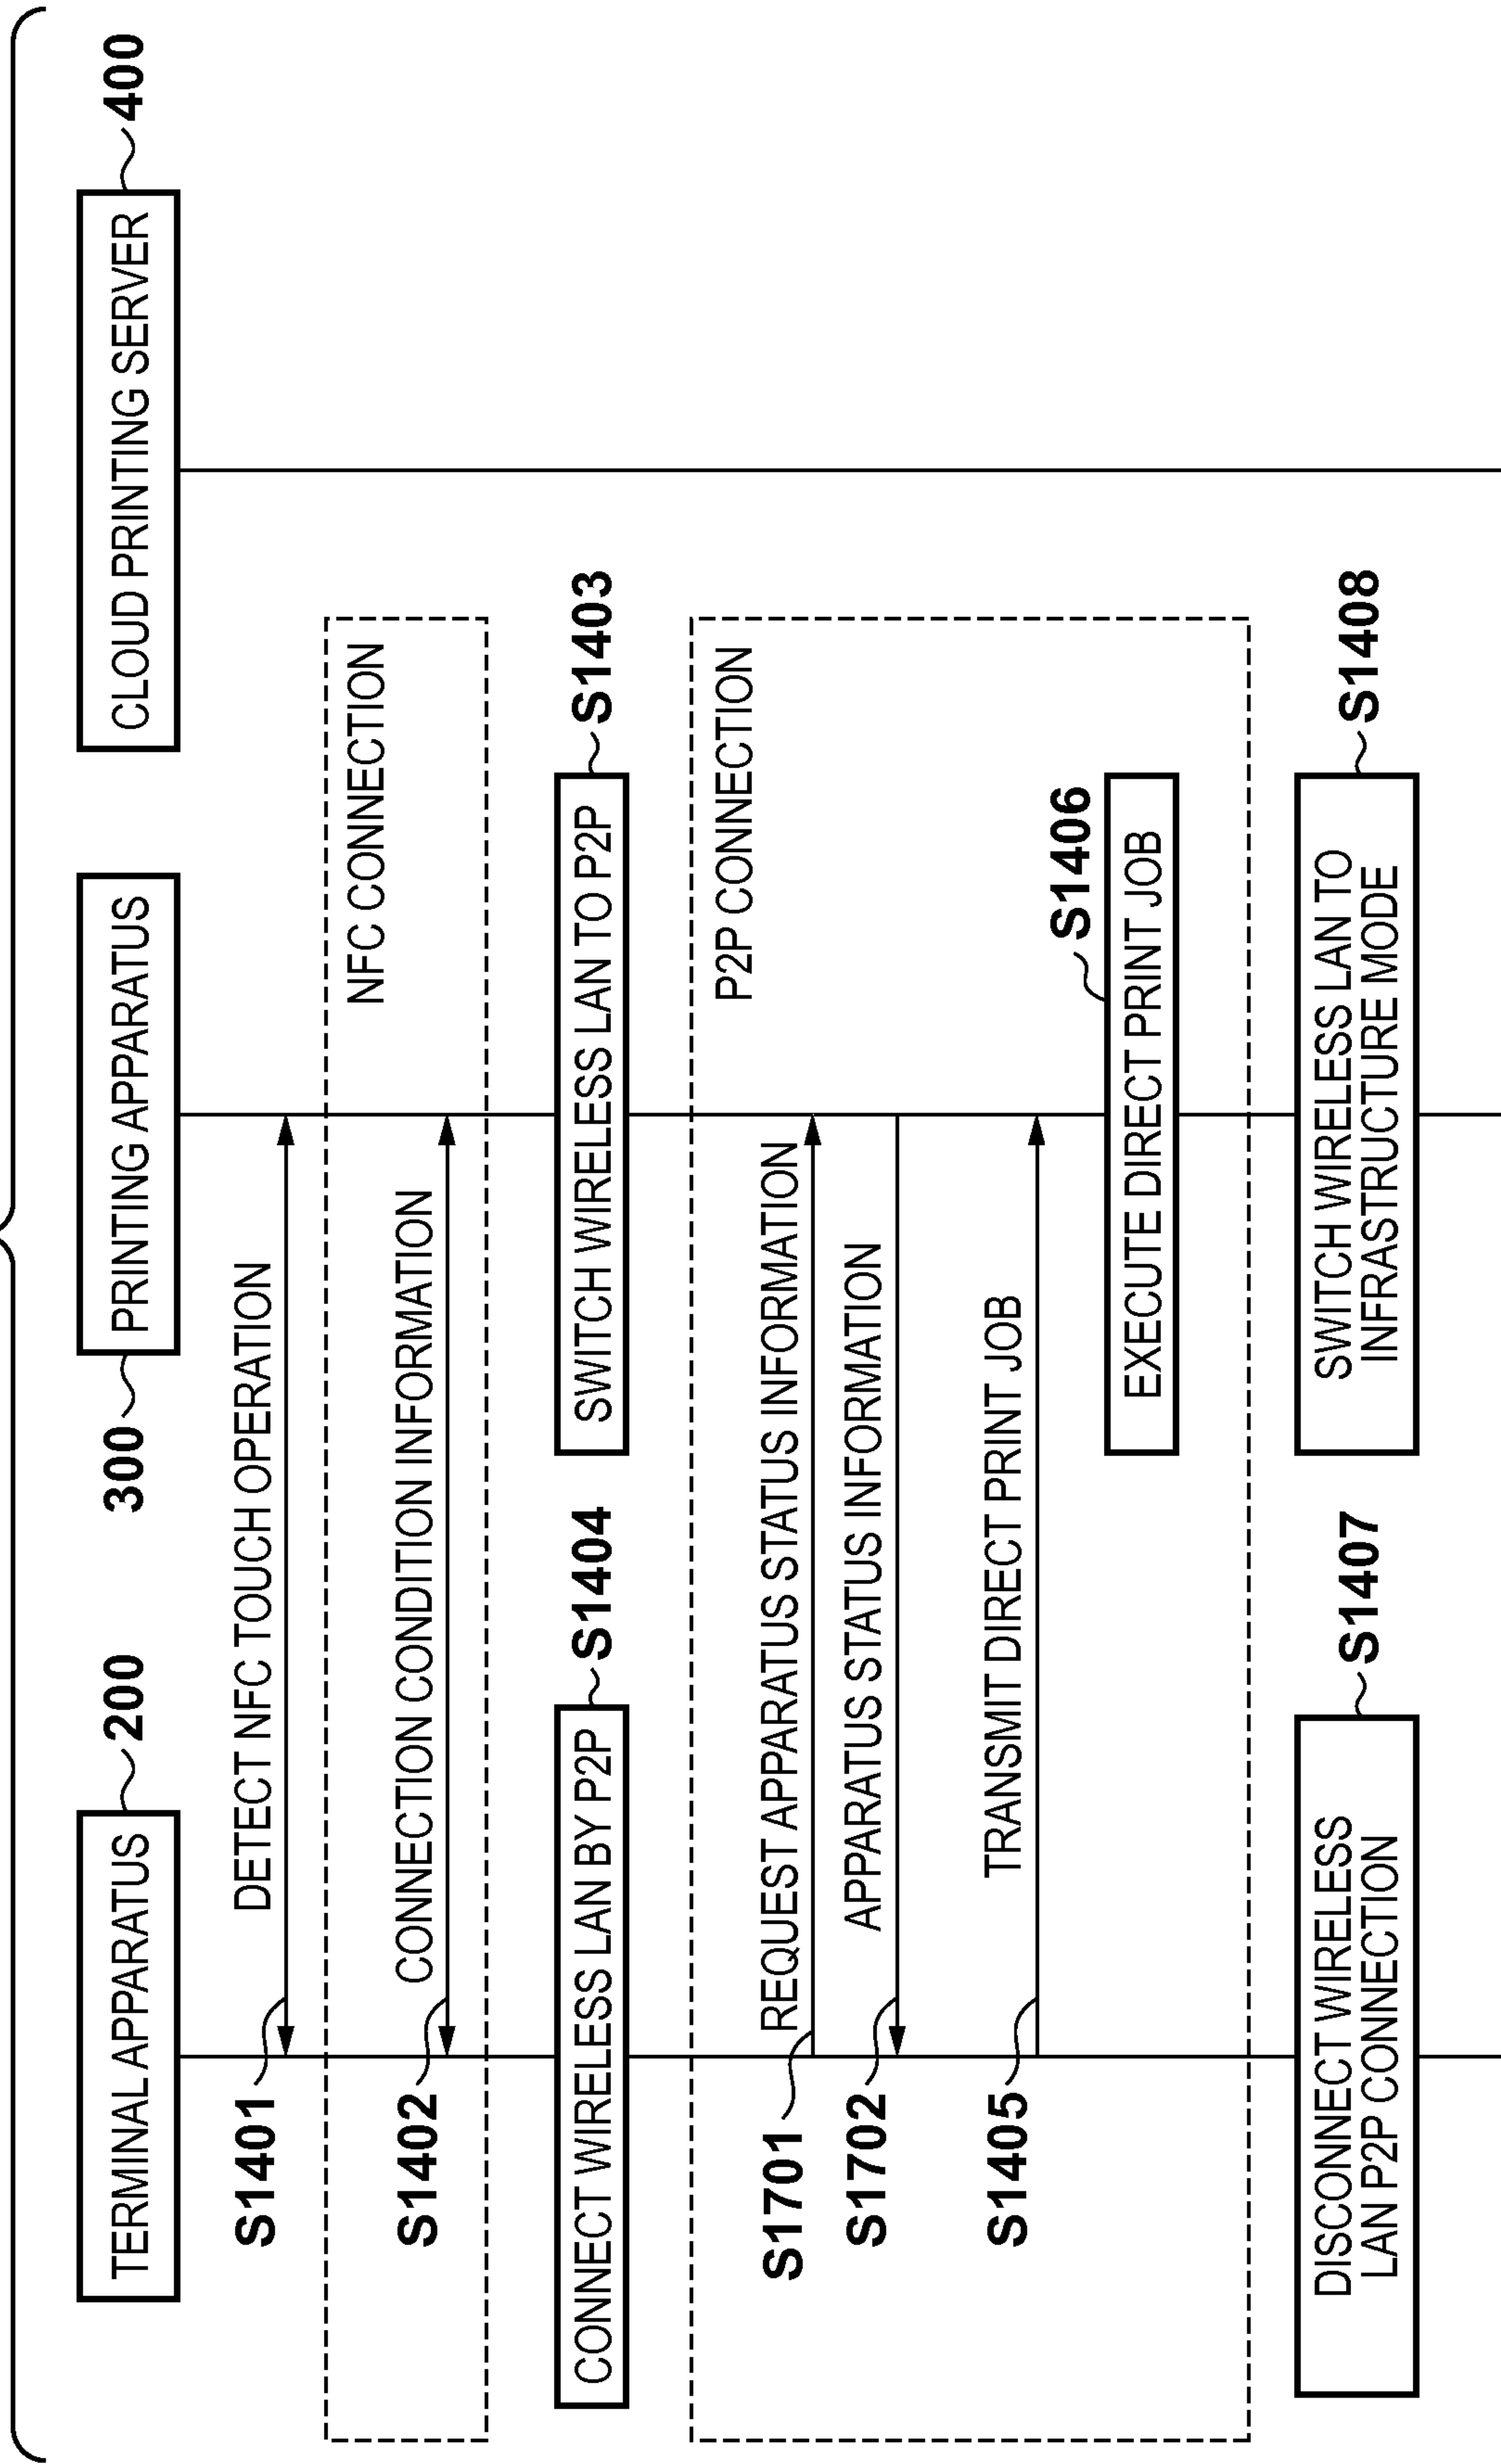 TERMINAL APPARATUS
200
300
PRINTING APPARATUS
CLOUD PRINTING SERVER
400
S1401
DETECT NFC TOUCH OPERATION
NFC CONNECTION
S1402
CONNECTION CONDITION INFORMATION
CONNECT WIRELESS LAN BY P2P
S1404
SWITCH WIRELESS LAN TO P2P
S1403
P2P CONNECTION
S1701
REQUEST APPARATUS STATUS INFORMATION
S1702
APPARATUS STATUS INFORMATION
S1405
TRANSMIT DIRECT PRINT JOB
S1406
EXECUTE DIRECT PRINT JOB
DISCONNECT WIRELESS
LAN P2P CONNECTION
S1407
SWITCH WIRELESS LAN TO
INFRASTRUCTURE MODE
S1408